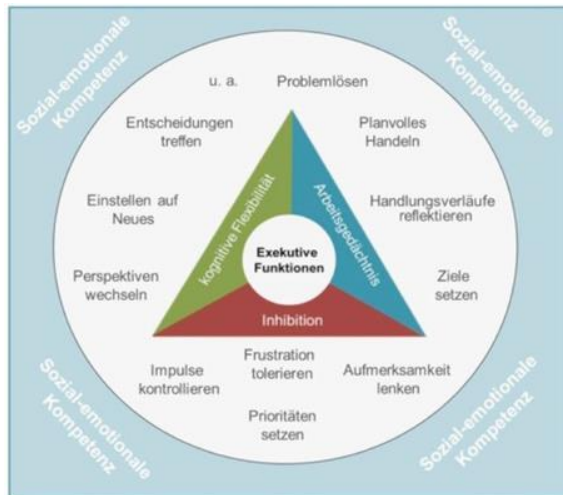 Sozial-emotionale
Kompetenz
Sozial-emotionale
Kompetenz
u. a.
Problemlösen
Entscheidungen
treffen
Planvolles
Handeln
Einstellen auf
Neues
Handlungsverläufe
reflektieren
Perspektiven
wechseln
Ziele
setzen
kognitive Flexibilität
Arbeitsgedächtnis
Exekutive
Funktionen
Inhibition
Impulse
kontrollieren
Frustration
tolerieren
Aufmerksamkeit
lenken
Prioritäten
setzen
Sozial-emotionale
Kompetenz
Sozial-emotionale
Kompetenz